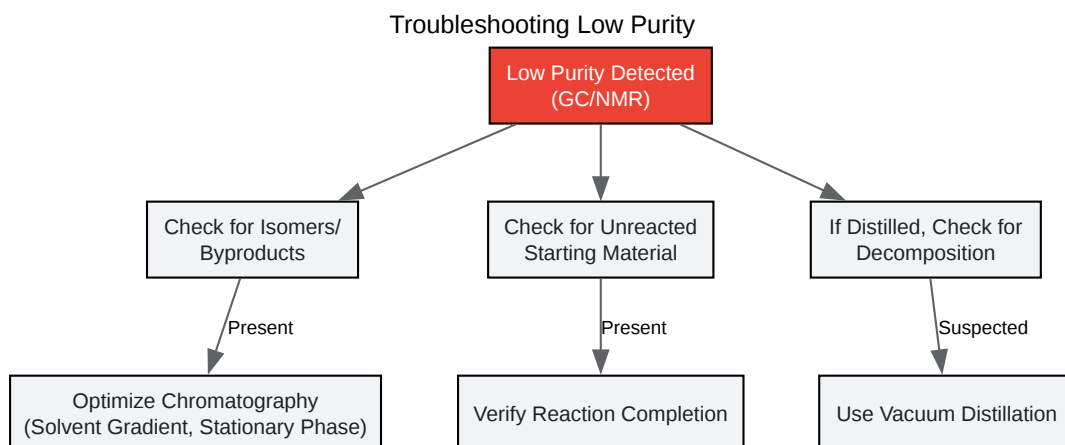 Troubleshooting Low Purity
Low Purity Detected
(GC/NMR)
Check for Isomers/
Byproducts
Check for Unreacted
Starting Material
If Distilled, Check for
Decomposition
Present
Present
Suspected
Optimize Chromatography
(Solvent Gradient, Stationary Phase)
Verify Reaction Completion
Use Vacuum Distillation